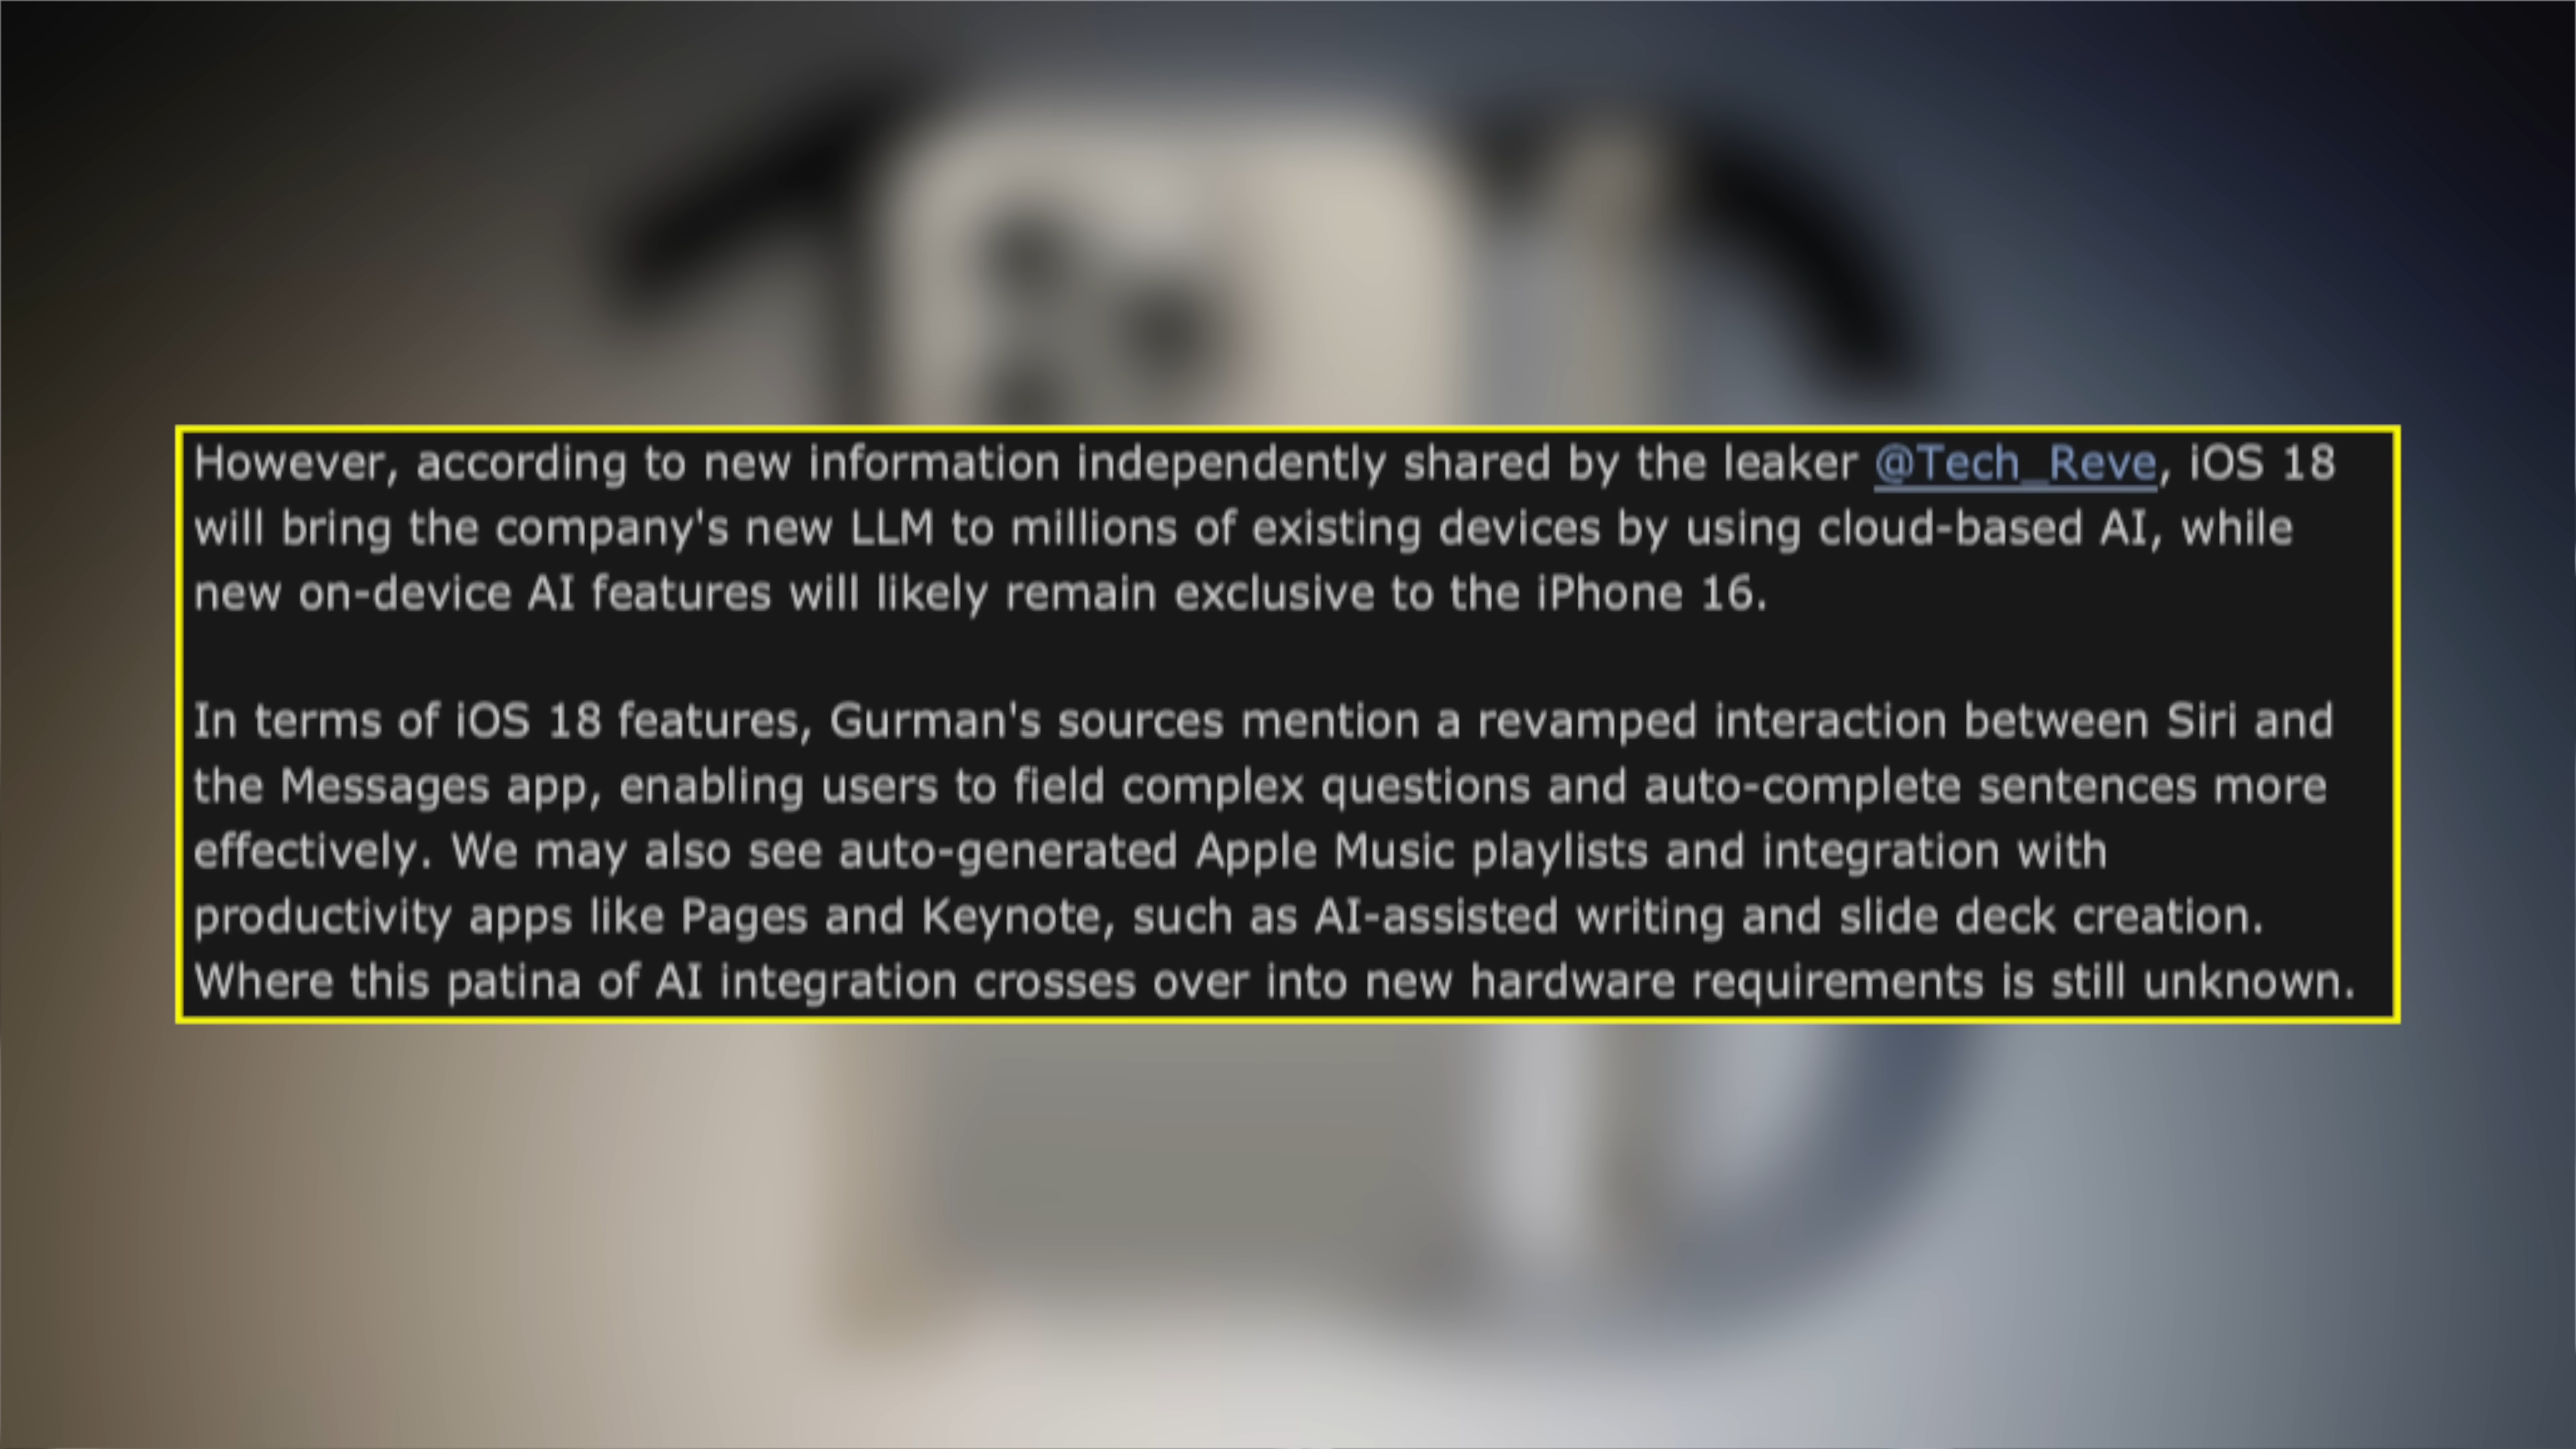 However, according to new information independently shared by the leaker @Tech_Reve, iOS 18
will bring the company's new LLM to millions of existing devices by using cloud-based AI, while
new on-device AI features will likely remain exclusive to the iPhone 16.
In terms of iOS 18 features, Gurman's sources mention a revamped interaction between Siri and
the Messages app, enabling users to field complex questions and auto-complete sentences more
effectively. We may also see auto-generated Apple Music playlists and integration with
productivity apps like Pages and Keynote, such as AI-assisted writing and slide deck creation.
Where this patina of AI integration crosses over into new hardware requirements is still unknown.